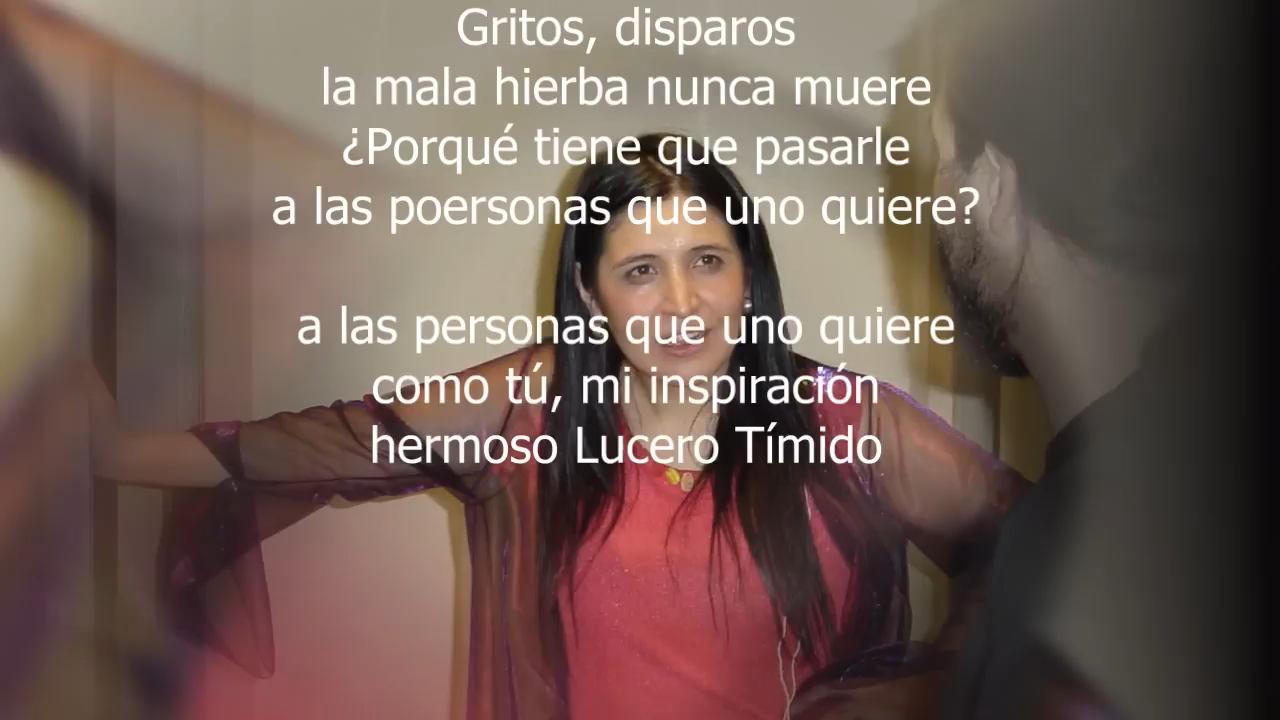 Gritos, disparos
la mala hierba nunca muere
¿Porqué tiene que pasarle
a las poersonas que uno quiere?
a las personas que uno quiere
como tú, mi inspiración
hermoso Lucero Tímido